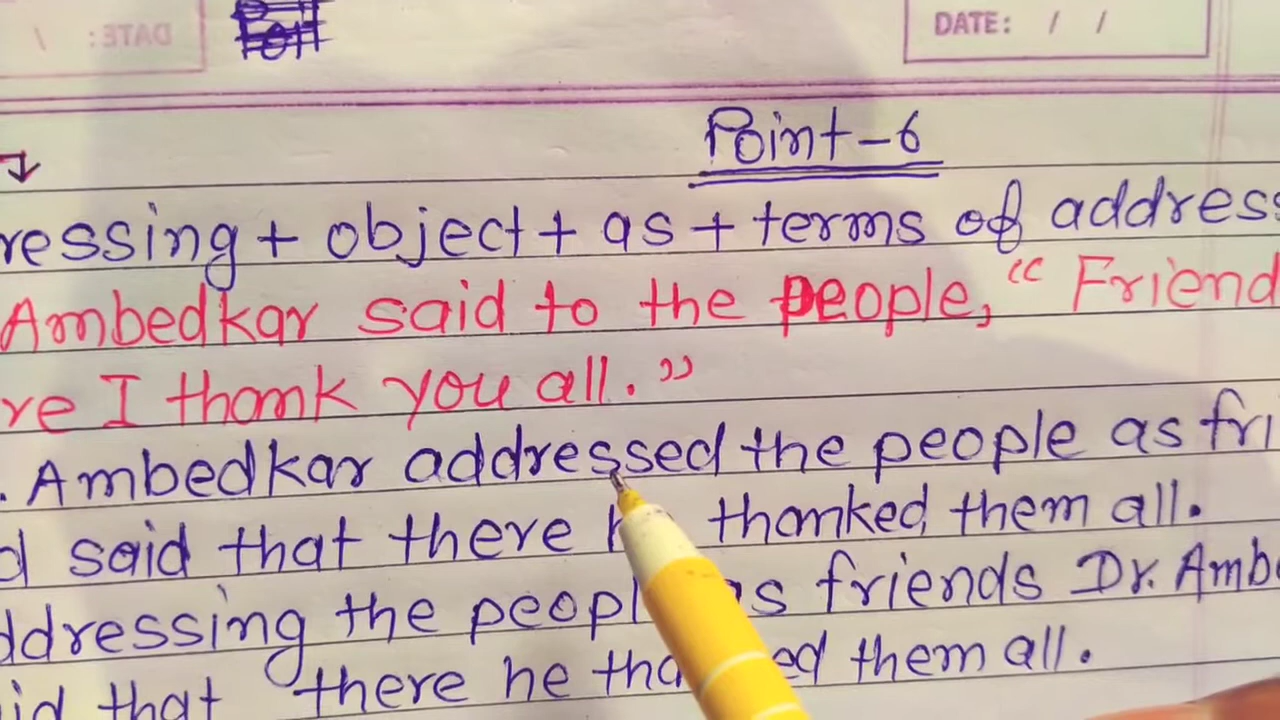 DATE: / /
Point-6
ressing + object + as + terms of address
Ambedkar said to the people, "Friend
re I thank you all."
. Ambedkar addressed the people as fri
d said that there thanked them all.
ddressing the peopl as friends Dr. Amb
id that there he tha ed them all.